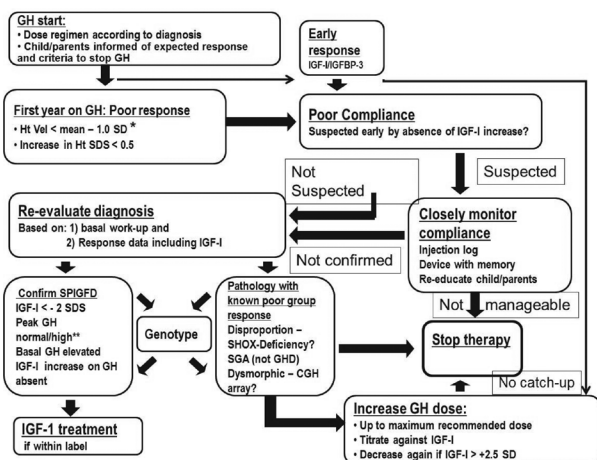 GH start:
• Dose regimen according to diagnosis
• Child/parents informed of expected response
and criteria to stop GH
Early
response
IGF-I/IGFBP-3
First year on GH: Poor response
• Ht Vel < mean – 1.0 SD *
• Increase in Ht SDS < 0.5
Poor Compliance
Suspected early by absence of IGF-I increase?
Not
Suspected
Suspected
Re-evaluate diagnosis
Based on: 1) basal work-up and
2) Response data including IGF-I
Closely monitor
compliance
Injection log
Device with memory
Re-educate child/parents
Not confirmed
Not manageable
Confirm SPIGFD
IGF-I < - 2 SDS
Peak GH
normal/high**
Basal GH elevated
IGF-I increase on GH
absent
Genotype
Pathology with
known poor group
response
Disproportion –
SHOX-Deficiency?
SGA (not GHD)
Dysmorphic – CGH
array?
Stop therapy
No catch-up
IGF-1 treatment
if within label
Increase GH dose:
• Up to maximum recommended dose
• Titrate against IGF-I
• Decrease again if IGF-I > +2.5 SD